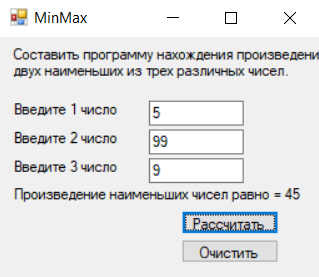 MinMax
Составить программу нахождения произведени
двух наименьших из трех различных чисел.
Введите 1 число 5
Введите 2 число 99
Введите 3 число 9
Произведение наименьших чисел равно = 45
Рассчитать
Очистить